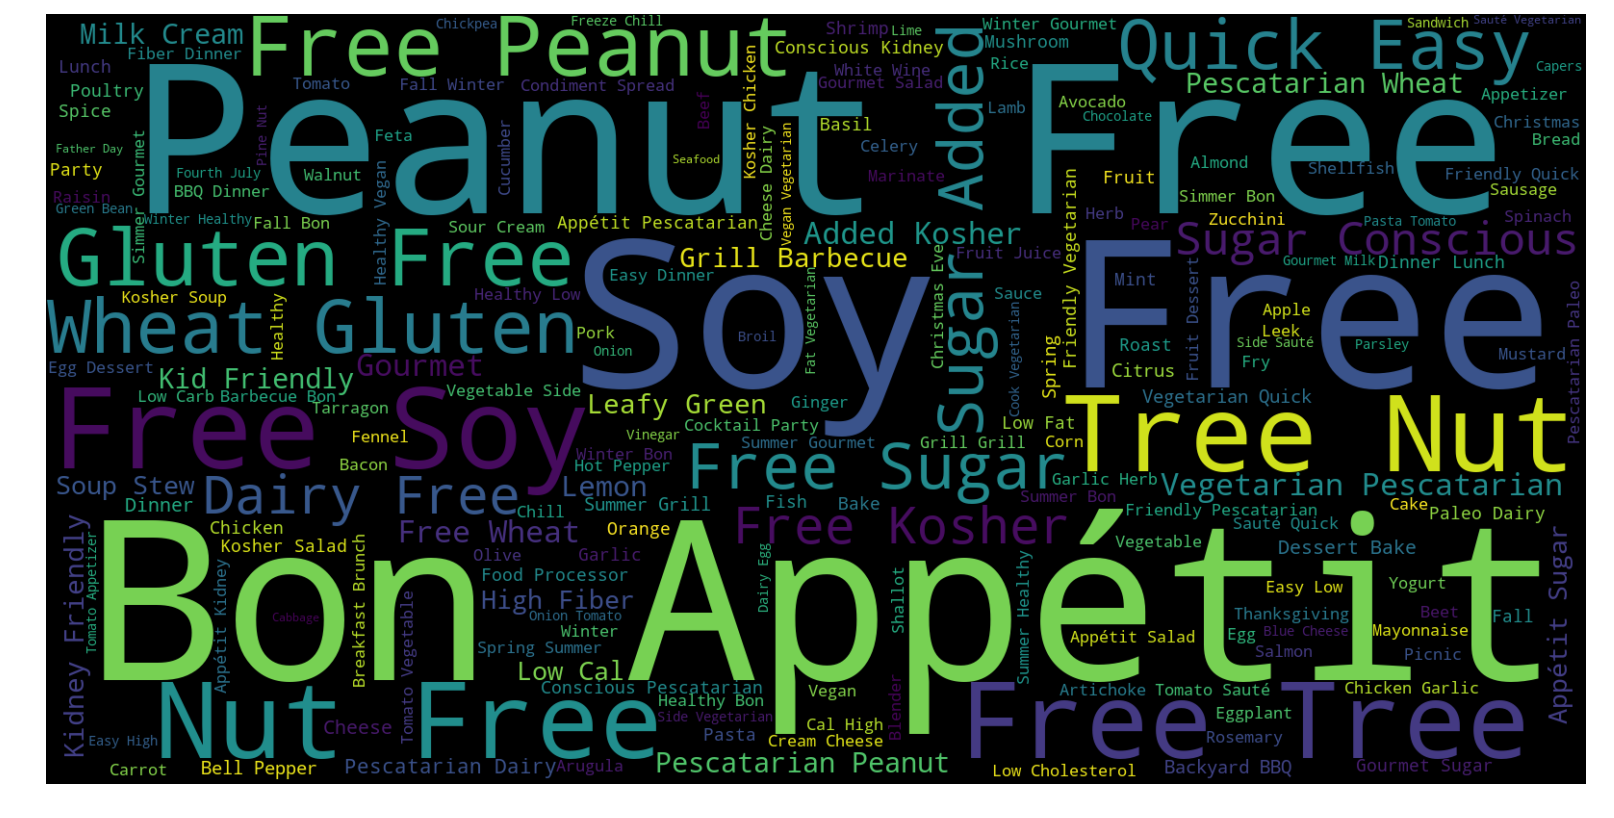 Milk Cream
Chickpea
Freeze Chill
Free Peanut
Shrimp
Lime
Winter Gourmet
Sandwich
Sauté Vegetarian
Fiber Dinner
Conscious Kidney
Mushroom
Quick Easy
Lunch
White Wine
Rice
Capers
Poultry
Tomato
Fall Winter
Condiment Spread
Gourmet Salad
Added
Pescatarian Wheat
Appetizer
Spice
Beef
Kosher Chicken
Basil
Lamb
Avocado
Chocolate
Christmas
Peanut Free
Pine Nut
Feta
Cucumber
Celery
Bread
Father Day
Seafood
Almond
Shellfish
Party
Fourth July
Walnut
Marinate
Fruit
Friendly Quick
Raisin
BBQ Dinner
Simmer Bon
Sausage
Green Bean
Simmer Gourmet
Winter Healthy
Fall Bon
Healthy Vegan
Sour Cream
Appétit Pescatarian
Cheese Dairy
Vegan Vegetarian
Herb
Pear
Zucchini
Pasta Tomato
Spinach
Gluten Free
Added Kosher
Sugar Conscious
Grill Barbecue
Fruit Juice
Friendly Vegetarian
Gourmet Milk
Dinner Lunch
Easy Dinner
Mint
Kosher Soup
Healthy Low
Soy Free
Christmas Eve
Sauce
Apple
Wheat Gluten
Healthy
Pork
Broil
Sugar
Leek
Onion
Fat Vegetarian
Roast
Fruit Dessert
Side Sauté
Parsley
Mustard
Pescatarian Paleo
Egg Dessert
Gourmet
Spring
Citrus
Fry
Kid Friendly
Low Carb
Barbecue Bon
Vegetable Side
Cook Vegetarian
Vegetarian Quick
Tarragon
Leafy Green
Ginger
Free Soy
Cocktail Party
Low Fat
Tree Nut
Fennel
Vinegar
Summer Gourmet
Grill Grill
Corn
Winter Bon
Bacon
Hot Pepper
Free Sugar
Garlic Herb
Soup Stew
Dairy Free
Lemon
Vegetarian Pescatarian
Dinner
Chill
Summer Grill
Fish
Bake
Summer Bon
Cake
Friendly Pescatarian
Paleo Dairy
Chicken
Free Wheat
Orange
Free Kosher
Sauté Quick
Kosher Salad
Vegetable
Dessert Bake
Kidney Friendly
Tomato Appetizer
Olive
Garlic
Bon Appétit
Appétit Kidney
Breakfast Brunch
Food Processor
Dairy Egg
Summer Healthy
Easy Low
Yogurt
Appétit Sugar
High Fiber
Shallot
Cabbage
Tomato Vegetable
Onion Tomato
Thanksgiving
Beet
Fall
Winter
Appétit Salad
Egg
Blue Cheese
Mayonnaise
Spring Summer
Salmon
Picnic
Low Cal
Conscious Pescatarian
Vegan
Artichoke
Tomato Sauté
Chicken Garlic
Nut Free
Healthy Bon
Free Tree
Side Vegetarian
Blender
Eggplant
Cheese
Cal High
Easy High
Pasta
Cream Cheese
Rosemary
Carrot
Bell Pepper
Pescatarian Dairy
Arugula
Pescatarian Peanut
Low Cholesterol
Backyard BBQ
Gourmet Sugar